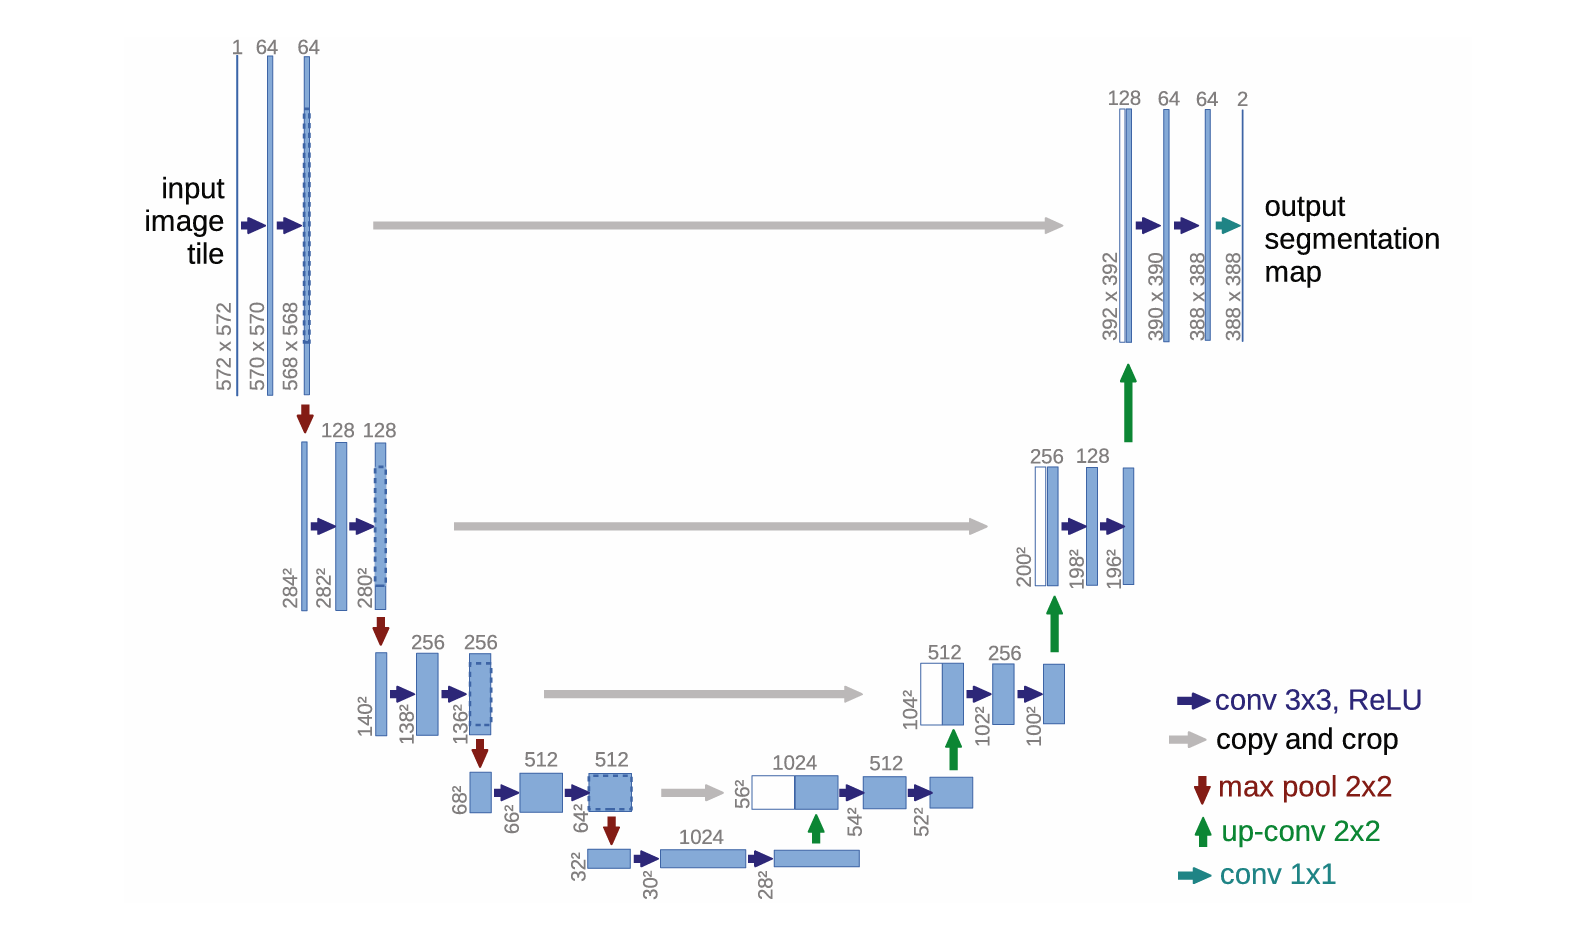 1 64 64
128 64 64 2
input
image
tile
output
segmentation
map
572 x 572
570 x 570
568 x 568
392 x 392
390 x 390
388 x 388
388 x 388
128 128
256 128
284²
282²
280²
200²
198²
196²
256 256
512 256
140²
138²
136²
104²
102²
100²
512 512
1024 512
68²
66²
64²
56²
54²
52²
1024
32²
30²
28²
conv 3x3, ReLU
copy and crop
max pool 2x2
up-conv 2x2
conv 1x1